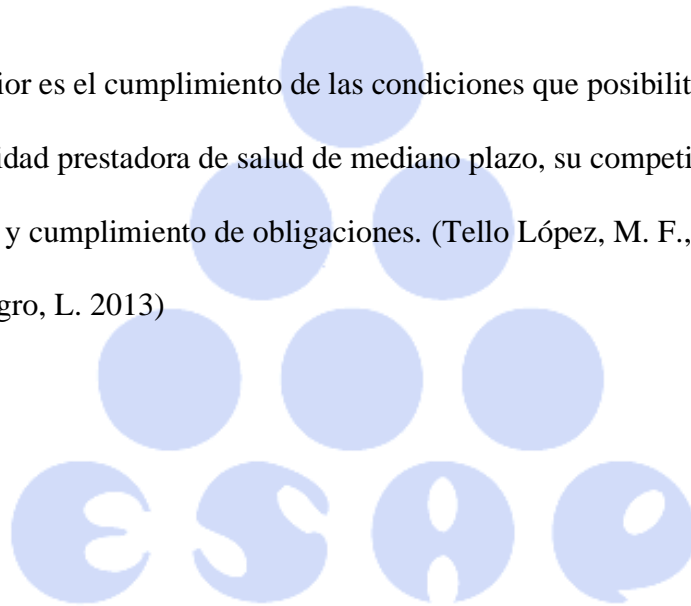 ior es el cumplimiento de las condiciones que posibilit
idad prestadora de salud de mediano plazo, su competi
y cumplimiento de obligaciones. (Tello López, M. F.,
gro, L. 2013)
ESAP